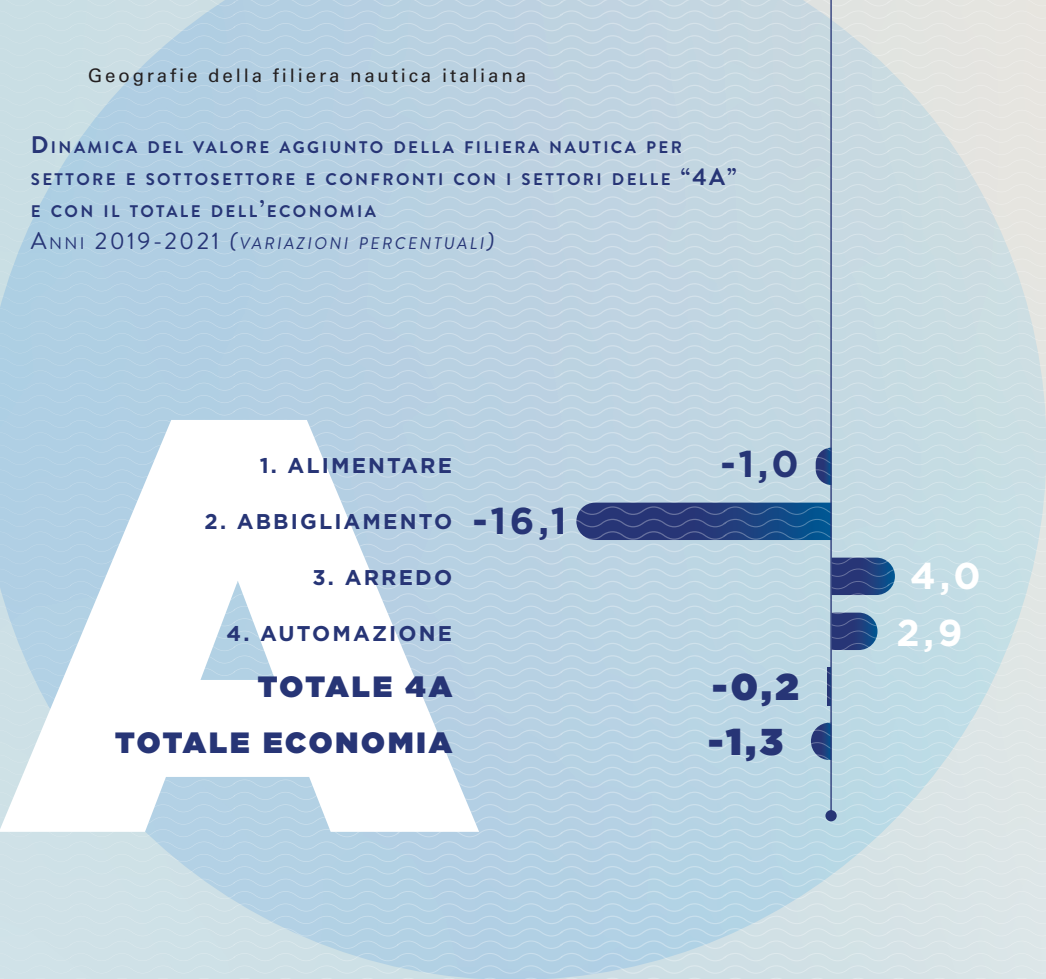 Geografie della filiera nautica italiana
Dinamica del valore aggiunto della filiera nautica per
settore e sottosettore e confronti con i settori delle “4A”
e con il totale dell’economia
Anni 2019-2021 (variazioni percentuali)
A
1. ALIMENTARE -1,0
2. ABBIGLIAMENTO -16,1
3. ARREDO 4,0
4. AUTOMAZIONE 2,9
TOTALE 4A -0,2
TOTALE ECONOMIA -1,3